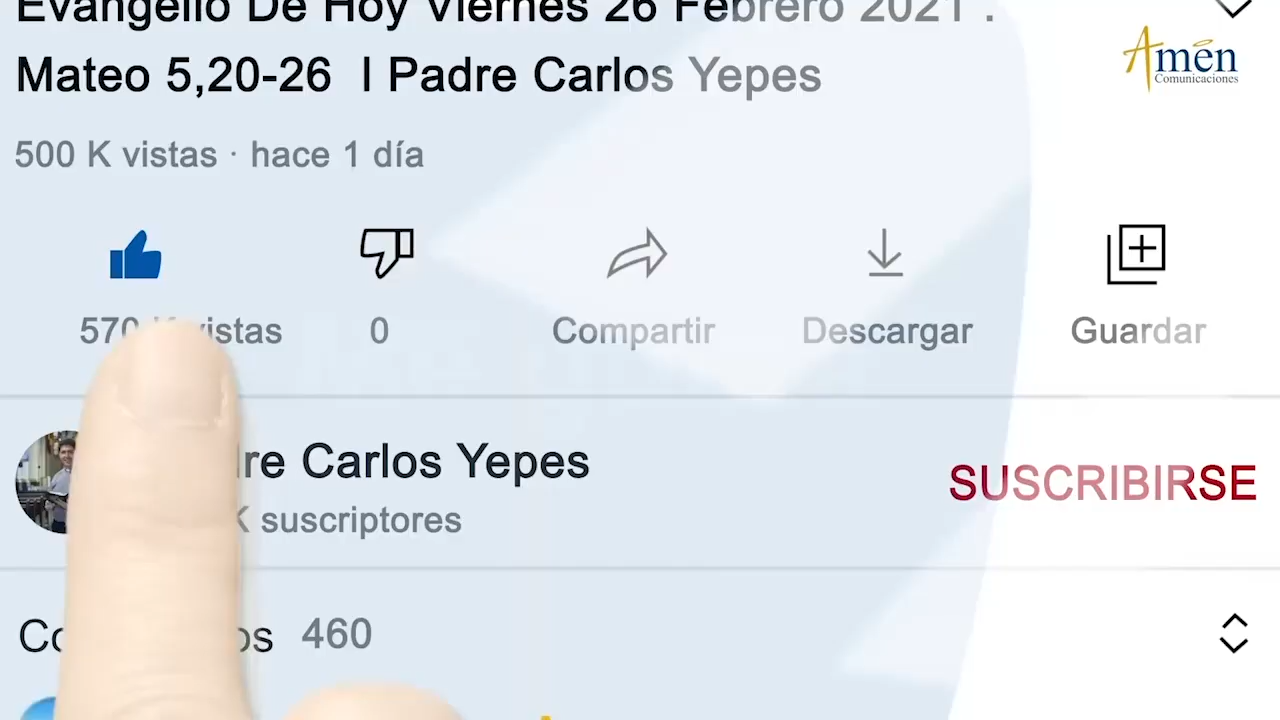 Evangelio De Hoy Viernes 26 Febrero 2021 .
Mateo 5,20-26 I Padre Carlos Yepes
Amén
Comunicaciones
500 K vistas · hace 1 día
570 K vistas
0
Compartir
Descargar
Guardar
Carlos Yepes
SUSCRIBIRSE
K suscriptores
460